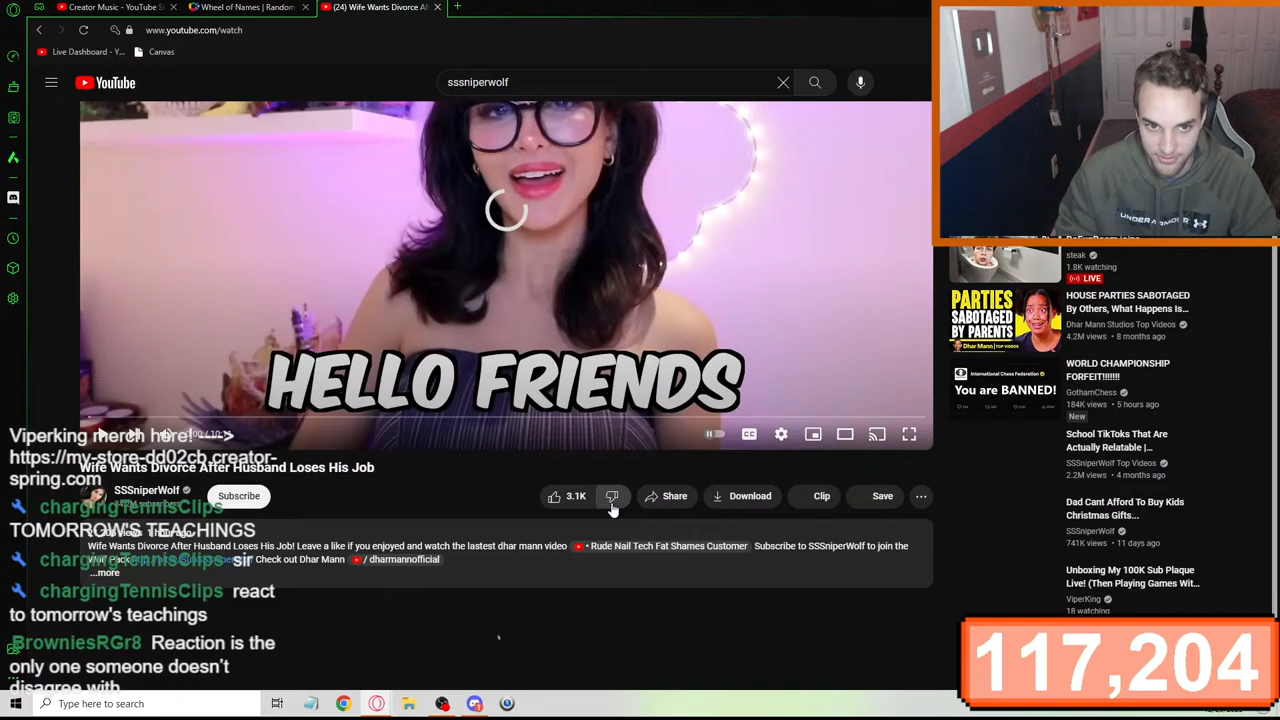 Creator Music - YouTube S
Wheel of Names | Random
(24) Wife Wants Divorce Af
www.youtube.com/watch
Live Dashboard - Y...
Canvas
YouTube
sssniperwolf
HELLO FRIENDS
UNDER ARMOUR
steak
1.8K watching
LIVE
PARTIES SABOTAGED BY PARENTS
Dhar Mann TOP VIDEOS
HOUSE PARTIES SABOTAGED
By Others, What Happens Is...
Dhar Mann Studios Top Videos
4.2M views • 8 months ago
International Chess Federation
You are BANNED!
WORLD CHAMPIONSHIP
FORFEIT!!!!!!!
GothamChess
184K views • 5 hours ago
New
School TikToks That Are
Actually Relatable |...
SSSniperWolf Top Videos
2.2M views • 4 months ago
Dad Cant Afford To Buy Kids
Christmas Gifts...
SSSniperWolf
741K views • 11 days ago
Unboxing My 100K Sub Plaque
Live! (Then Playing Games Wit...
ViperKing
18 watching
Wife Wants Divorce After Husband Loses His Job
SSSniperWolf
Subscribe
3.1K
Share
Download
Clip
Save
Wife Wants Divorce After Husband Loses His Job! Leave a like if you enjoyed and watch the lastest dhar mann video • Rude Nail Tech Fat Shames Customer Subscribe to SSSniperWolf to join the
Check out Dhar Mann / dharmannofficial
...more
Viperking merch here! --->
https://my-store-dd02cb.creator-
spring.com
chargingTennisClips
TOMORROW'S TEACHINGS
chargingTennisClips sir
chargingTennisClips react
to tomorrow's teachings
BrowniesRGr8 Reaction is the
only one someone doesn't
disagree with
117,204
Type here to search